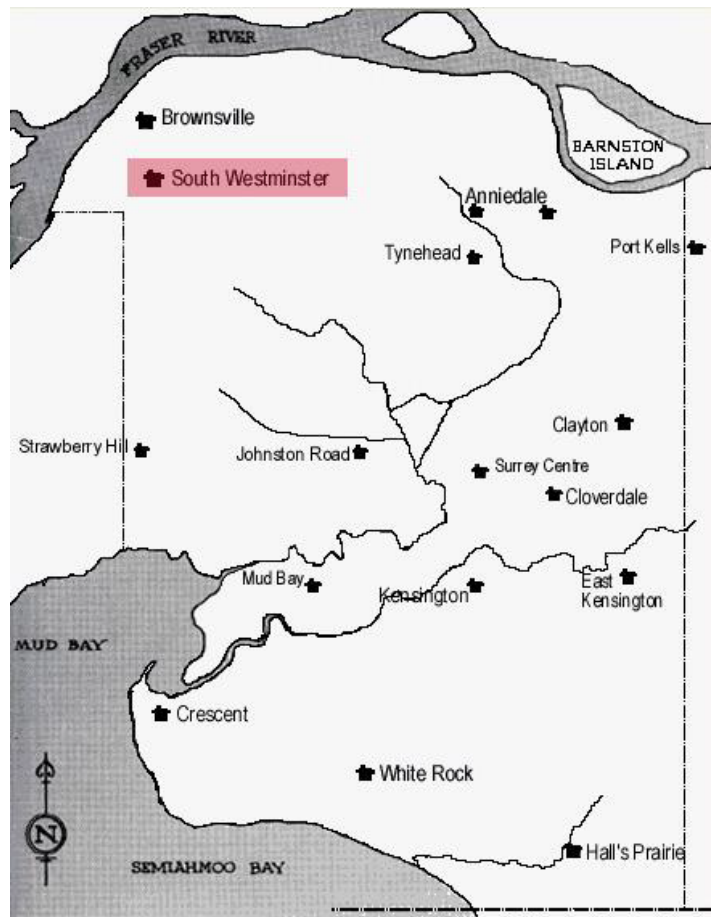 FRASER RIVER
Brownsville
BARNSTON
ISLAND
South Westminster
Anniedale
Tynehead
Port Kells
Clayton
Strawberry Hill
Johnston Road
Surrey Centre
Cloverdale
Mud Bay
Kensington
East
Kensington
MUD BAY
Crescent
White Rock
N
Hall's Prairie
SEMIAHMOO BAY